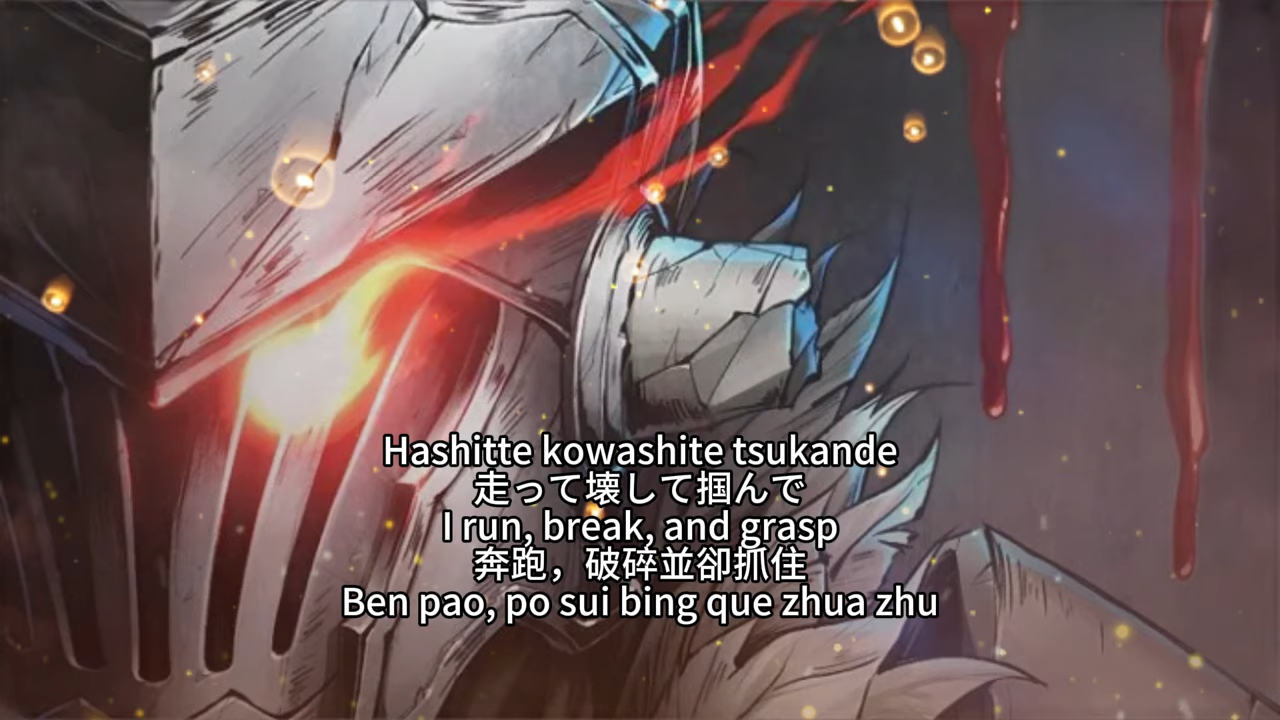 Hashitte kowashite tsukande
走って壊して掴んで
I run, break, and grasp
奔跑，破碎並卻抓住
Ben pao, po sui bing que zhua zhu